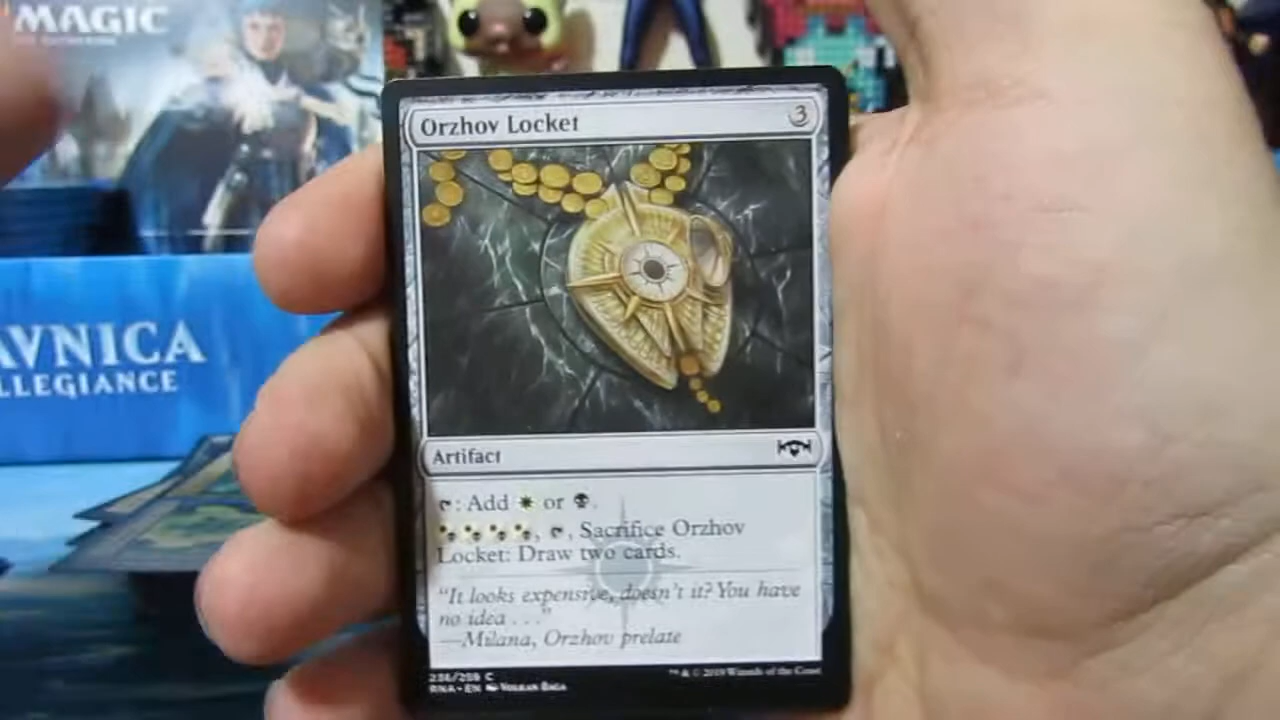 MAGIC
AVNICA
LLEGIANCE
Orzhov Locket 3
Artifact
: Add or .
, , Sacrifice Orzhov
Locket: Draw two cards.
"It looks expensive, doesn't it? You have
no idea . . ."
—Milana, Orzhov prelate
236/259 C
RNA • EN Volkan Baga
™ & © 2019 Wizards of the Coast